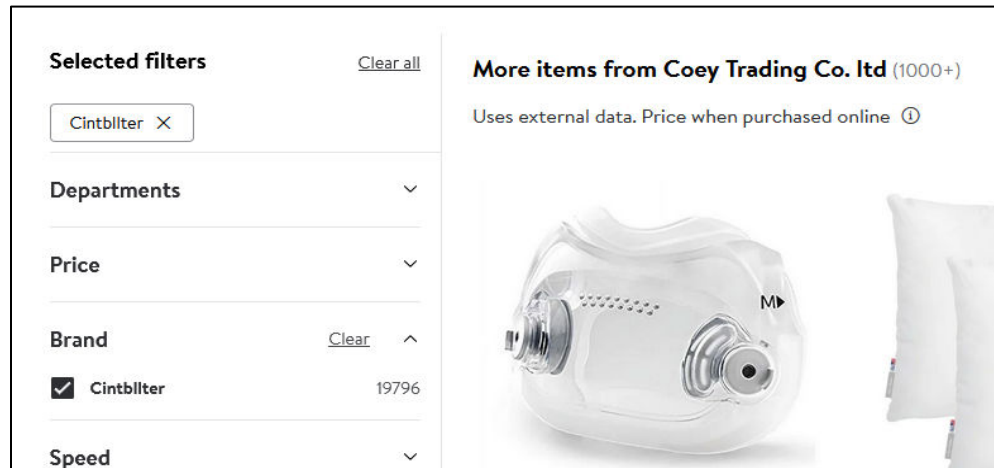 Selected filters
Clear all
Cintbllter ×
Departments
Price
Brand
Clear
Cintbllter
19796
Speed
More items from Coey Trading Co. ltd (1000+)
Uses external data. Price when purchased online
M